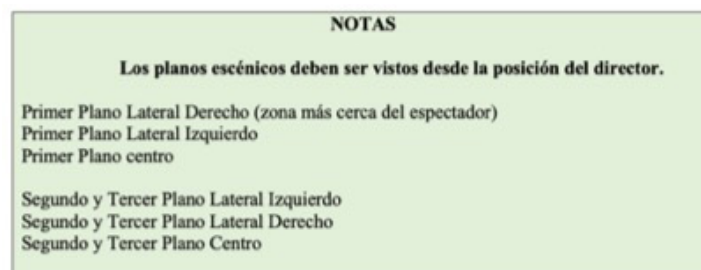 NOTAS
Los planos escénicos deben ser vistos desde la posición del director.
Primer Plano Lateral Derecho (zona más cerca del espectador)
Primer Plano Lateral Izquierdo
Primer Plano centro
Segundo y Tercer Plano Lateral Izquierdo
Segundo y Tercer Plano Lateral Derecho
Segundo y Tercer Plano Centro